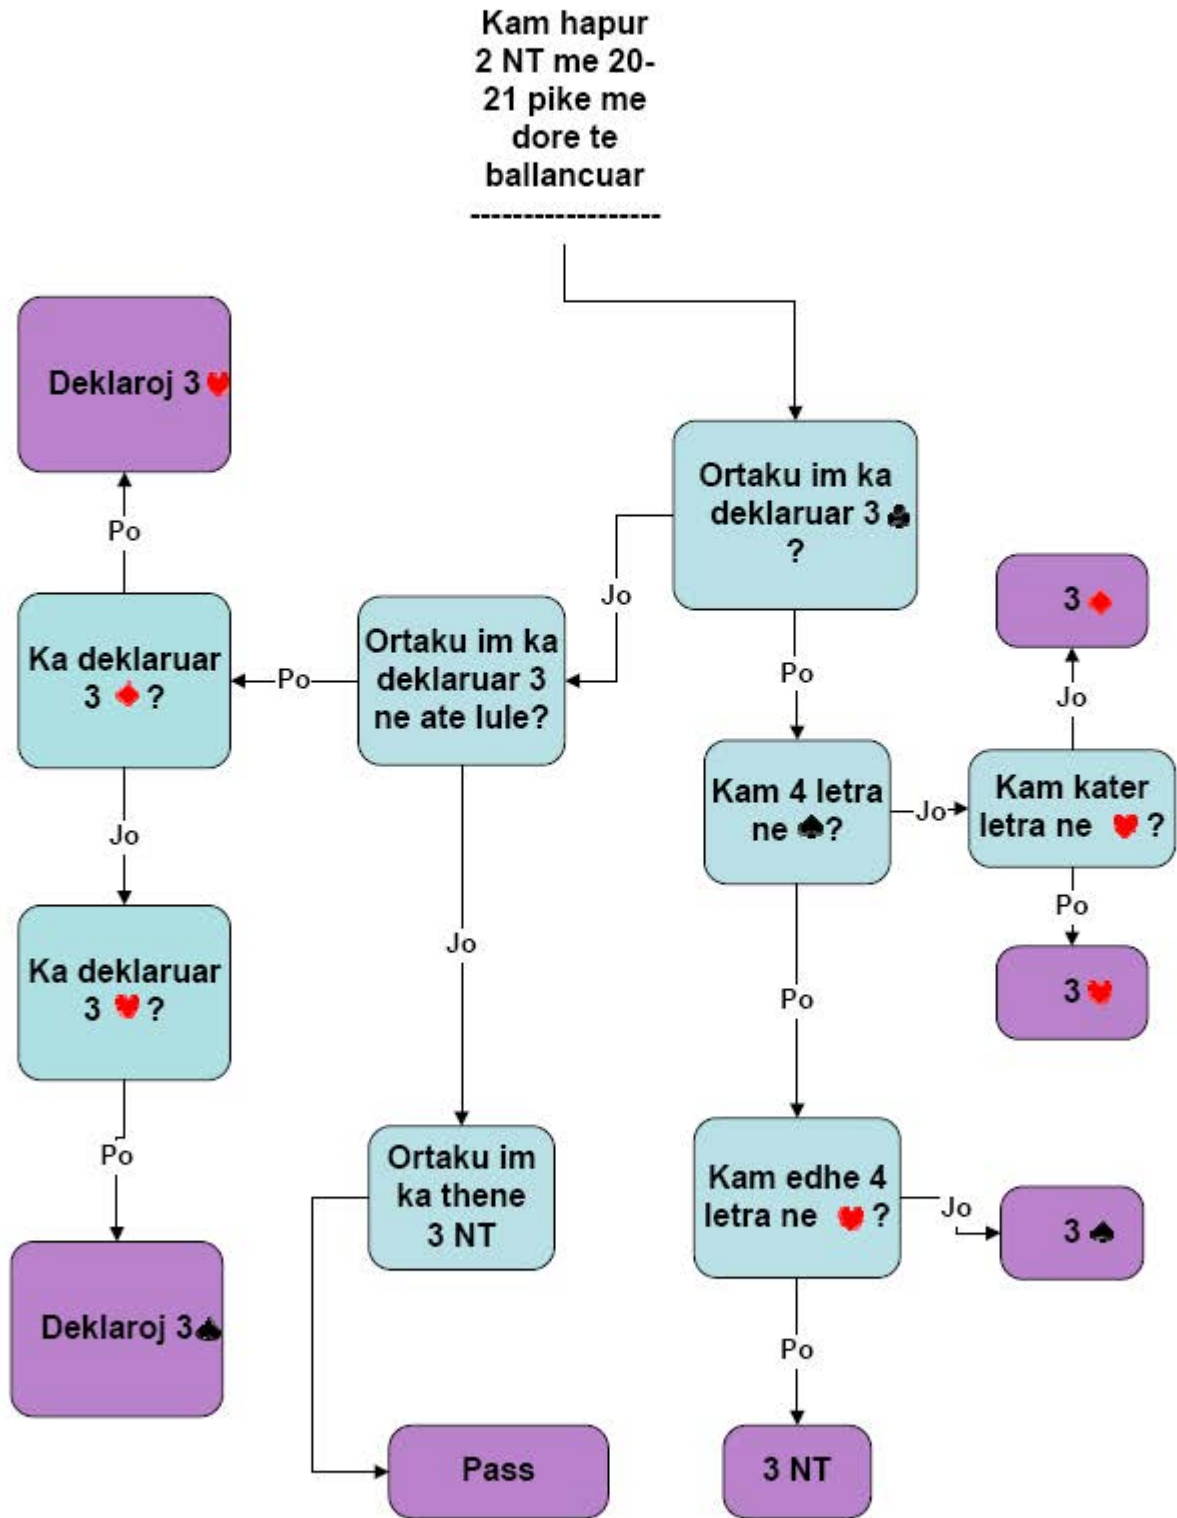 Kam hapur
2 NT me 20-
21 pike me
dore te
ballancuar
------------------
Deklaroj 3 ♥
Ortaku im ka
deklaruar 3 ♣
?
Po
Jo
3 ♦
Ka deklaruar
3 ♦ ?
Po
Ortaku im ka
deklaruar 3
ne ate lule?
Po
Jo
Kam 4 letra
ne ♠?
Jo
Kam kater
letra ne ♥ ?
Jo
Po
Ka deklaruar
3 ♥ ?
Jo
Po
3 ♥
Po
Ortaku im
ka thene
3 NT
Kam edhe 4
letra ne ♥ ?
Jo
3 ♠
Deklaroj 3 ♠
Po
Pass
3 NT